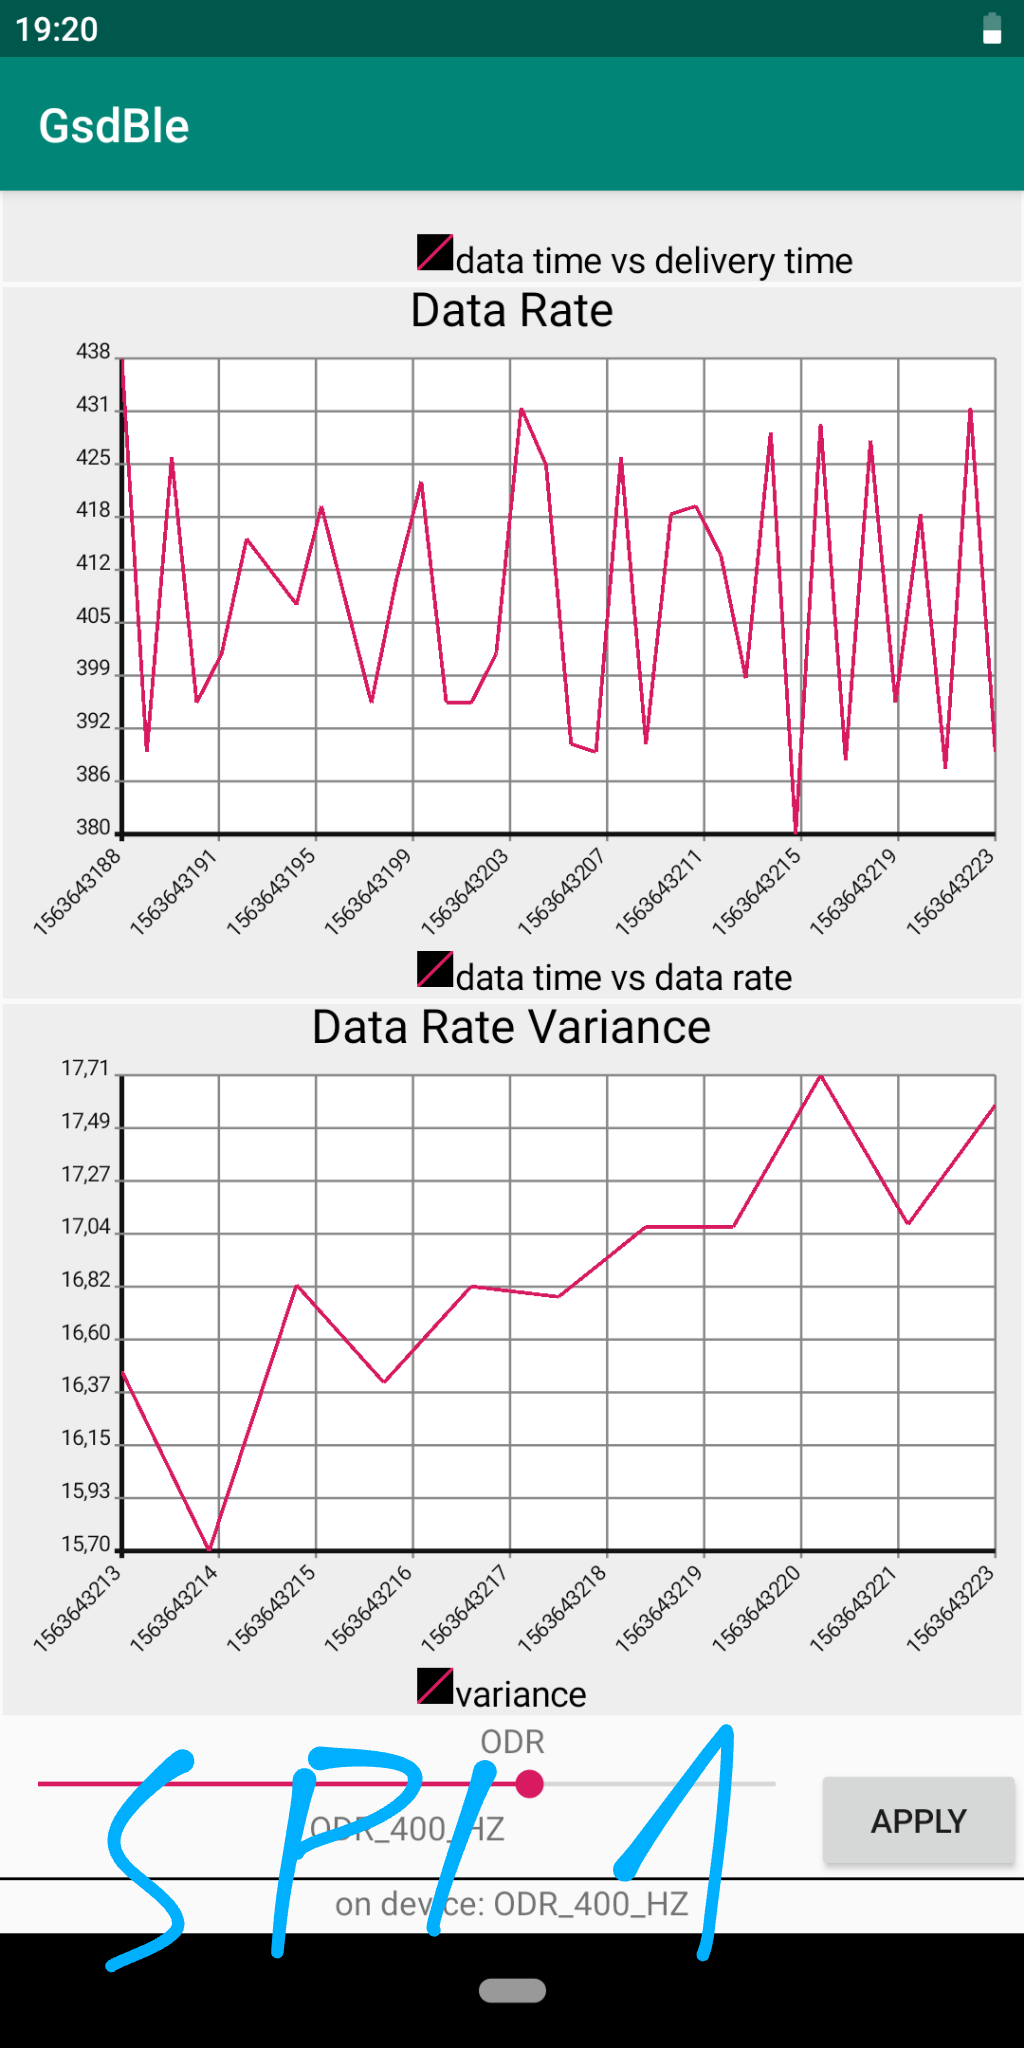 19:20
GsdBle
data time vs delivery time
Data Rate
438
431
425
418
412
405
399
392
386
380
1563643188 1563643191 1563643195 1563643199 1563643203 1563643207 1563643211 1563643215 1563643219 1563643223
data time vs data rate
Data Rate Variance
17,71
17,49
17,27
17,04
16,82
16,60
16,37
16,15
15,93
15,70
1563643213 1563643214 1563643215 1563643216 1563643217 1563643218 1563643219 1563643220 1563643221 1563643223
variance
ODR
APPLY
ODR_400_HZ
SPI 1
on device: ODR_400_HZ